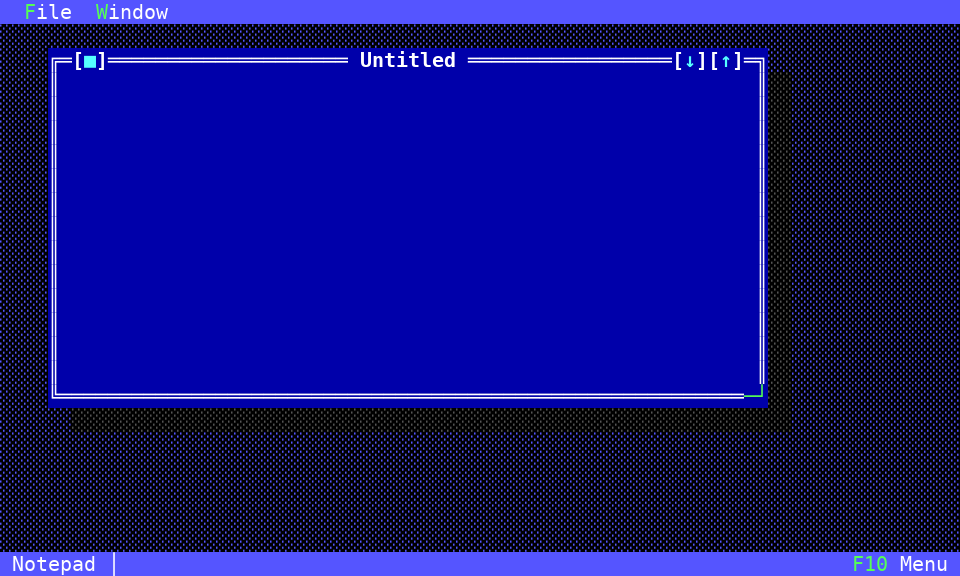 File  Window
[■] Untitled [↓][↑]
Notepad │ F10 Menu